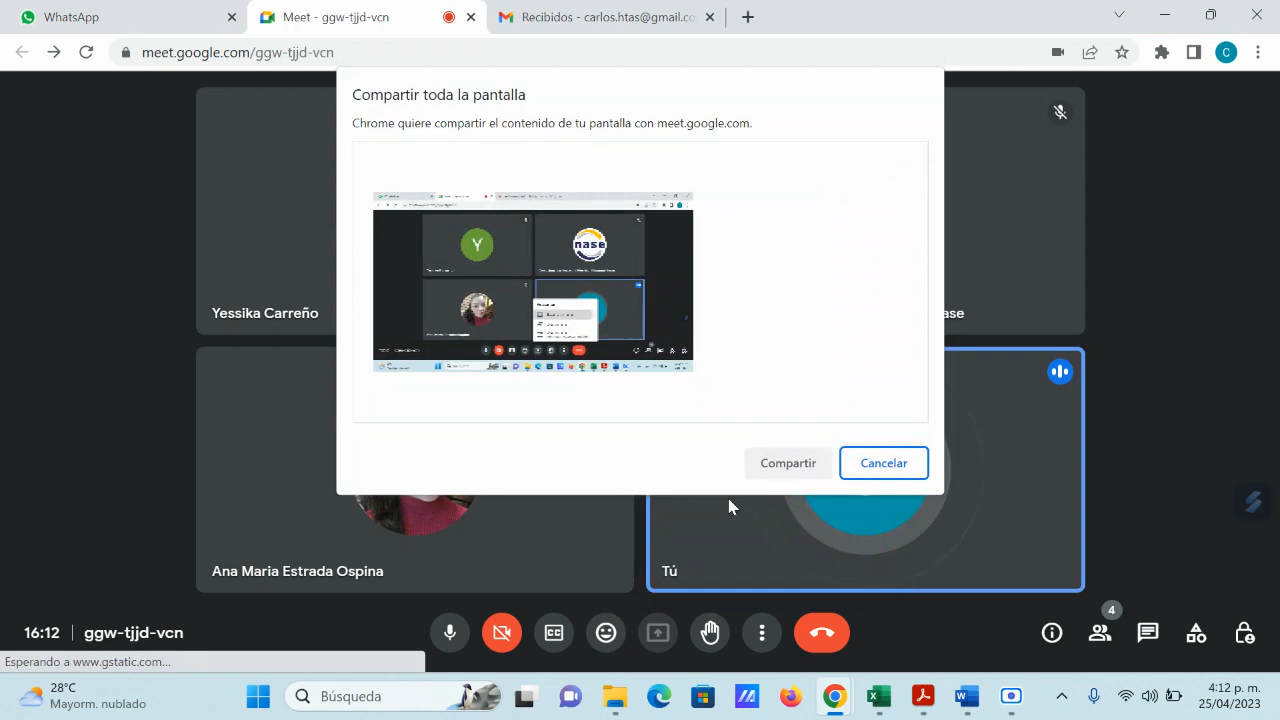 WhatsApp
Meet - ggw-tjjd-vcn
Recibidos - carlos.htas@gmail.co
meet.google.com/ggw-tjjd-vcn
C
Compartir toda la pantalla
Chrome quiere compartir el contenido de tu pantalla con meet.google.com.
Y
nase
Compartir
Cancelar
Yessika Carreño
ase
Ana Maria Estrada Ospina
Tú
4
16:12 ggw-tjjd-vcn
Esperando a www.gstatic.com...
28°C
Mayorm. nublado
Búsqueda
4:12 p. m.
25/04/2023